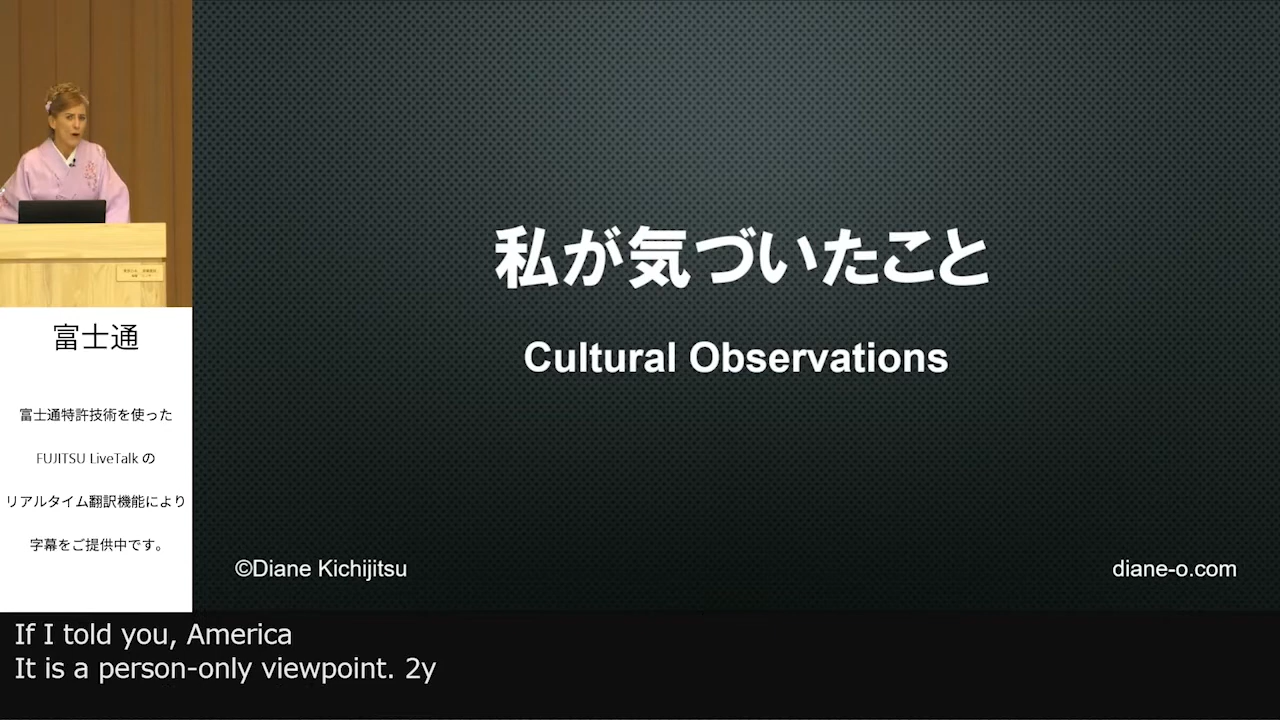 私が気づいたこと
Cultural Observations
©Diane Kichijitsu
diane-o.com
富士通
富士通特許技術を使った
FUJITSU LiveTalk の
リアルタイム翻訳機能により
字幕をご提供中です。
If I told you, America
It is a person-only viewpoint. 2y